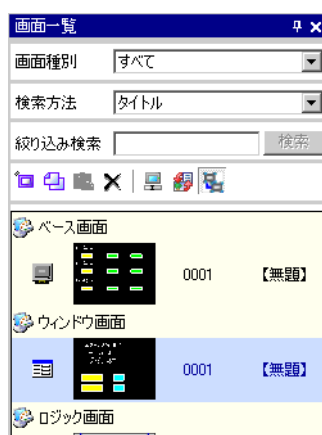 画面一覧
画面種別 すべて
検索方法 タイトル
絞り込み検索 検索
ベース画面
0001 【無題】
ウィンドウ画面
0001 【無題】
ロジック画面